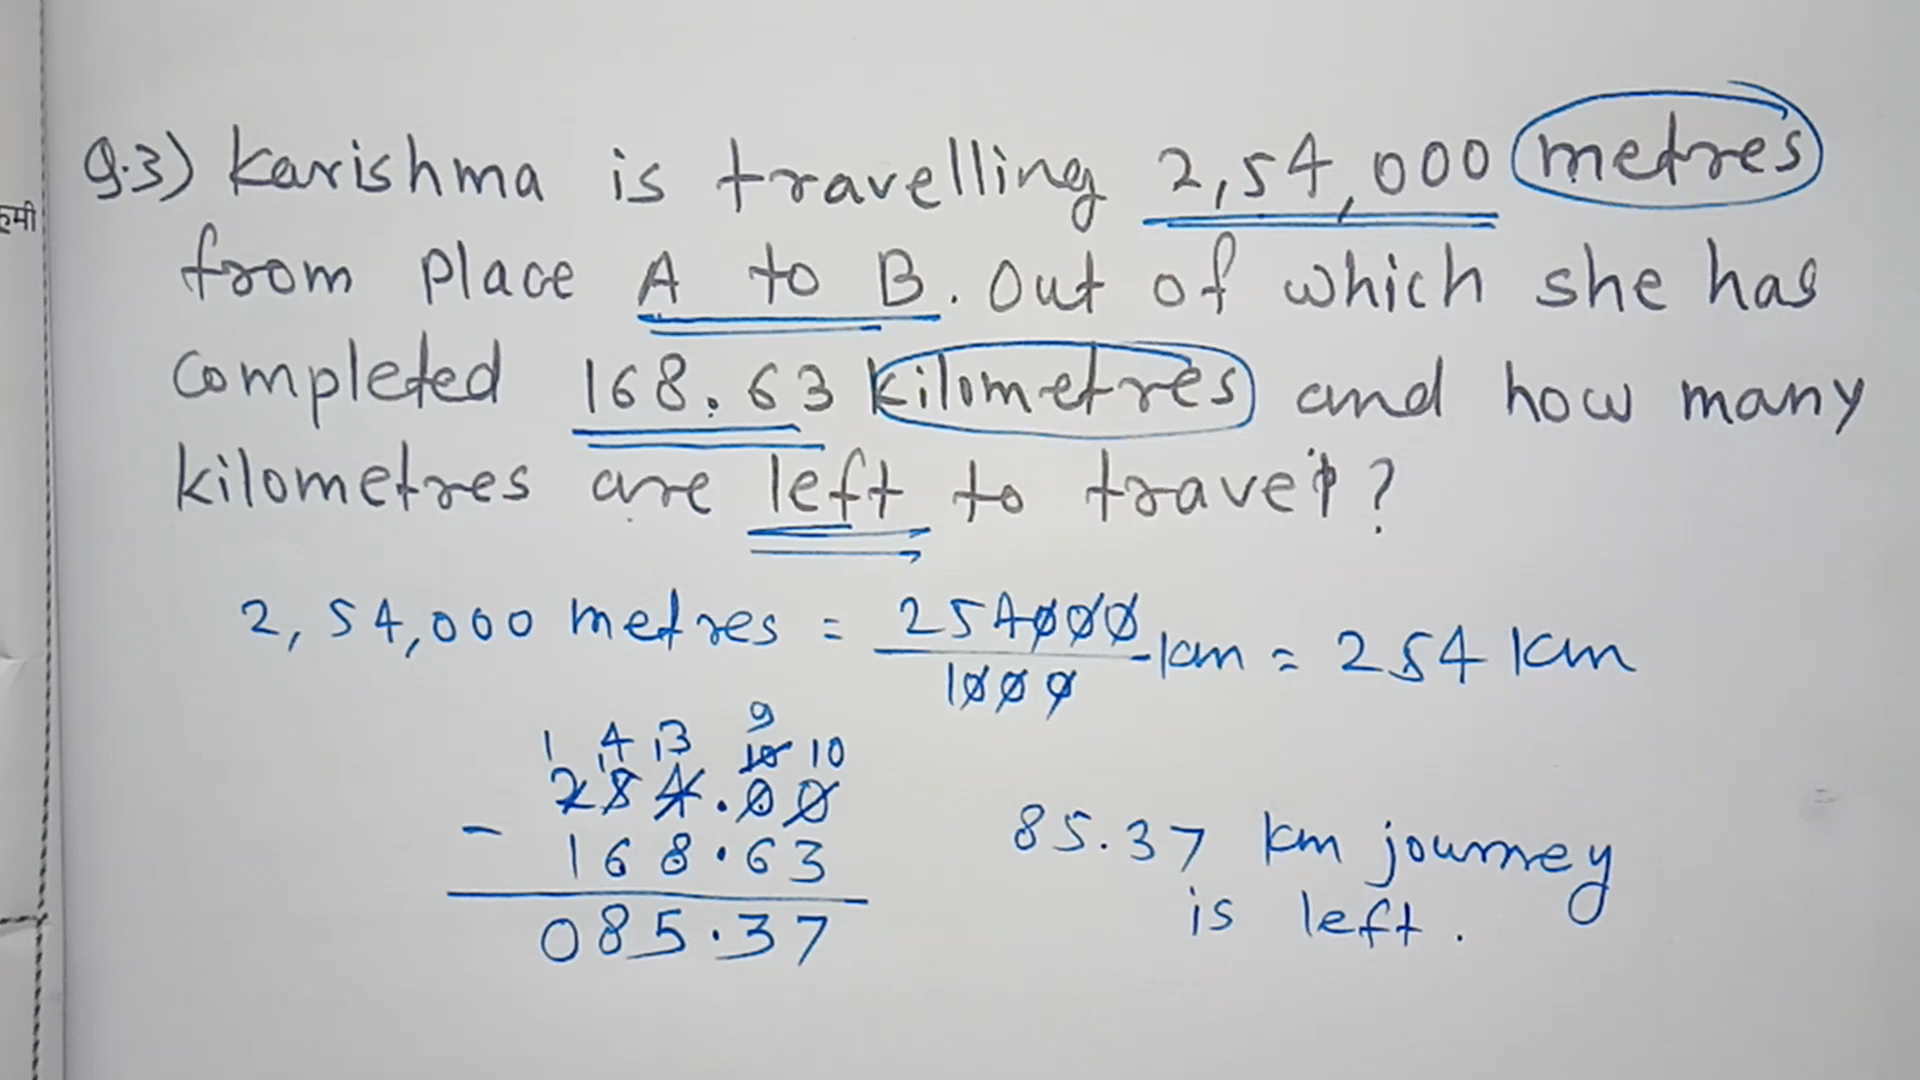 Q.3) Karishma is travelling 2,54,000 metres
from place A to B. Out of which she has
completed 168.63 kilometres and how many
kilometres are left to travel?
2,54,000 metres = 254000/1000 km = 254 km
1 14 13 9
10 10
254.00
- 168.63
085.37
85.37 km journey
is left.